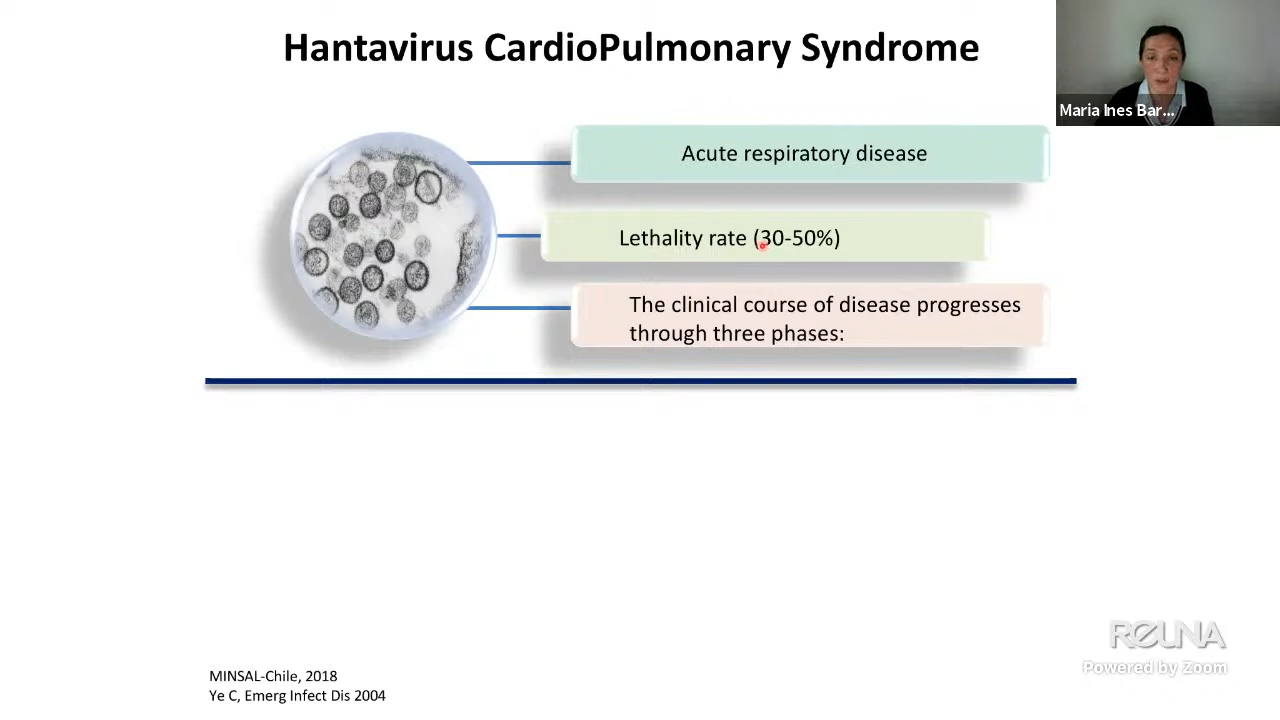 Hantavirus CardioPulmonary Syndrome
Maria Ines Bar...
Acute respiratory disease
Lethality rate (30-50%)
The clinical course of disease progresses
through three phases:
REUNA
Powered by Zoom
MINSAL-Chile, 2018
Ye C, Emerg Infect Dis 2004